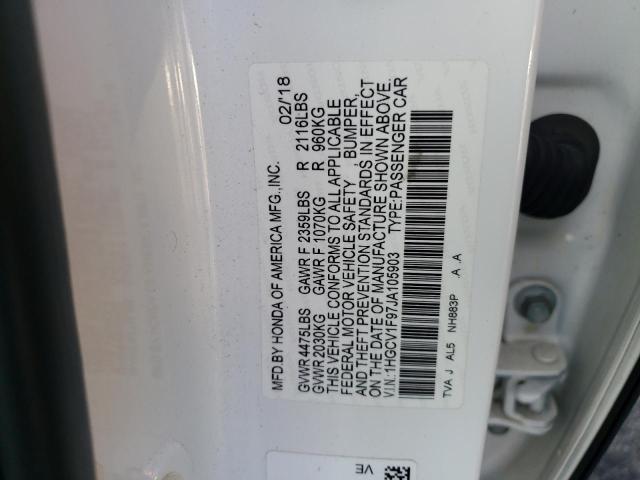 MFD BY HONDA OF AMERICA MFG.,INC. 02/'18
GVWR 4475LBS GAWR F 2359LBS R 2116LBS
GVWR 2030KG GAWR F 1070KG R 960KG
THIS VEHICLE CONFORMS TO ALL APPLICABLE
FEDERAL MOTOR VEHICLE SAFETY , BUMPER,
AND THEFT PREVENTION STANDARDS IN EFFECT
ON THE DATE OF MANUFACTURE SHOWN ABOVE.
V.I.N.:1HGCV1F97JA105903 TYPE:PASSENGER CAR
TVA J AL5 NH883P A .A
VE